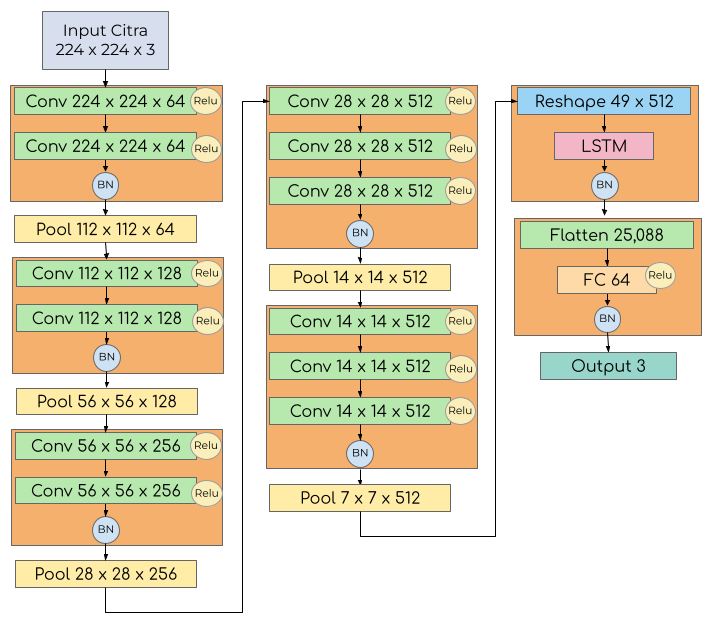 Input Citra
224 x 224 x 3
Conv 224 x 224 x 64
Relu
Conv 224 x 224 x 64
Relu
BN
Pool 112 x 112 x 64
Conv 112 x 112 x 128
Relu
Conv 112 x 112 x 128
Relu
BN
Pool 56 x 56 x 128
Conv 56 x 56 x 256
Relu
Conv 56 x 56 x 256
Relu
BN
Pool 28 x 28 x 256
Conv 28 x 28 x 512
Relu
Conv 28 x 28 x 512
Relu
Conv 28 x 28 x 512
Relu
BN
Pool 14 x 14 x 512
Conv 14 x 14 x 512
Relu
Conv 14 x 14 x 512
Relu
Conv 14 x 14 x 512
Relu
BN
Pool 7 x 7 x 512
Reshape 49 x 512
LSTM
BN
Flatten 25,088
FC 64
Relu
BN
Output 3